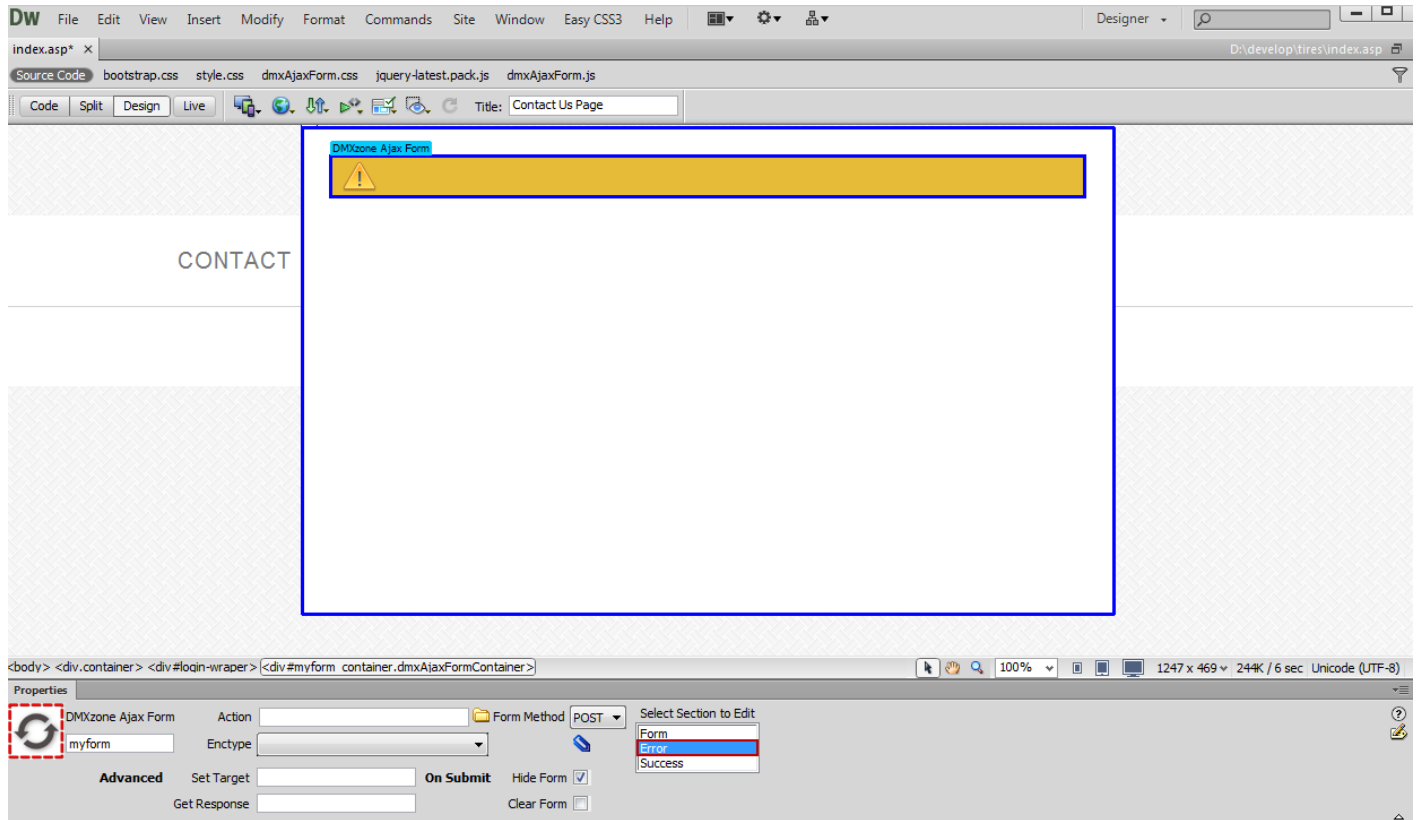 DW File Edit View Insert Modify Format Commands Site Window Easy CSS3 Help Designer
index.asp* × D:\develop\tires\index.asp
Source Code bootstrap.css style.css dmxAjaxForm.css jquery-latest.pack.js dmxAjaxForm.js
Code Split Design Live Title: Contact Us Page
DMXzone Ajax Form
CONTACT
<body> <div.container> <div#login-wraper> <div#myform_container.dmxAjaxFormContainer> 100% 1247 x 469 244K / 6 sec Unicode (UTF-8)
Properties
DMXzone Ajax Form Action Form Method POST Select Section to Edit
myform Enctype Form
Error
Success
Advanced Set Target On Submit Hide Form
Get Response Clear Form